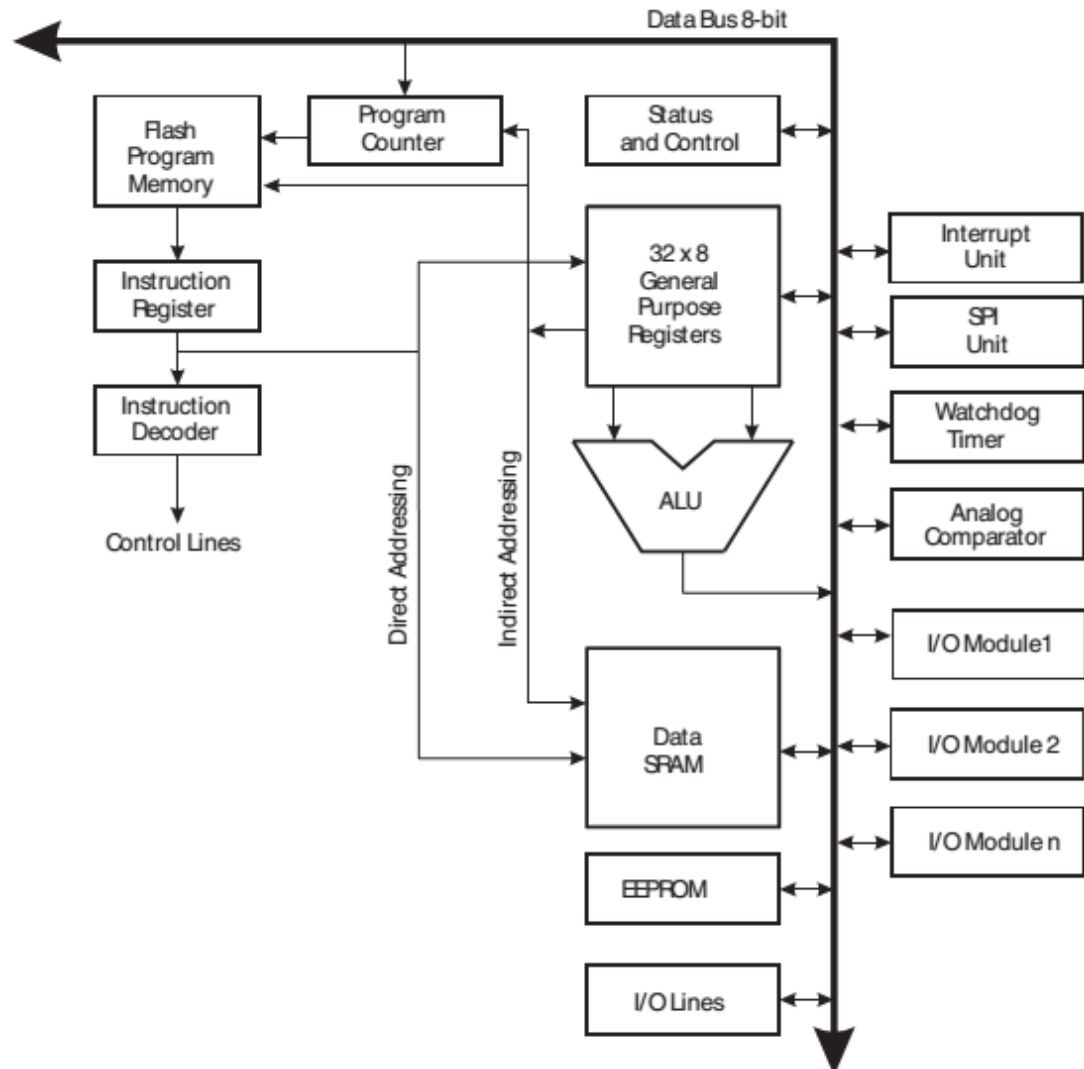 Data Bus 8-bit
Flash
Program
Memory
Program
Counter
Status
and Control
32 x 8
General
Purpose
Registers
Interrupt
Unit
Instruction
Register
SPI
Unit
Instruction
Decoder
Watchdog
Timer
ALU
Analog
Comparator
Control Lines
Direct Addressing
Indirect Addressing
I/O Module1
Data
SRAM
I/O Module 2
I/O Module n
EEPROM
I/O Lines